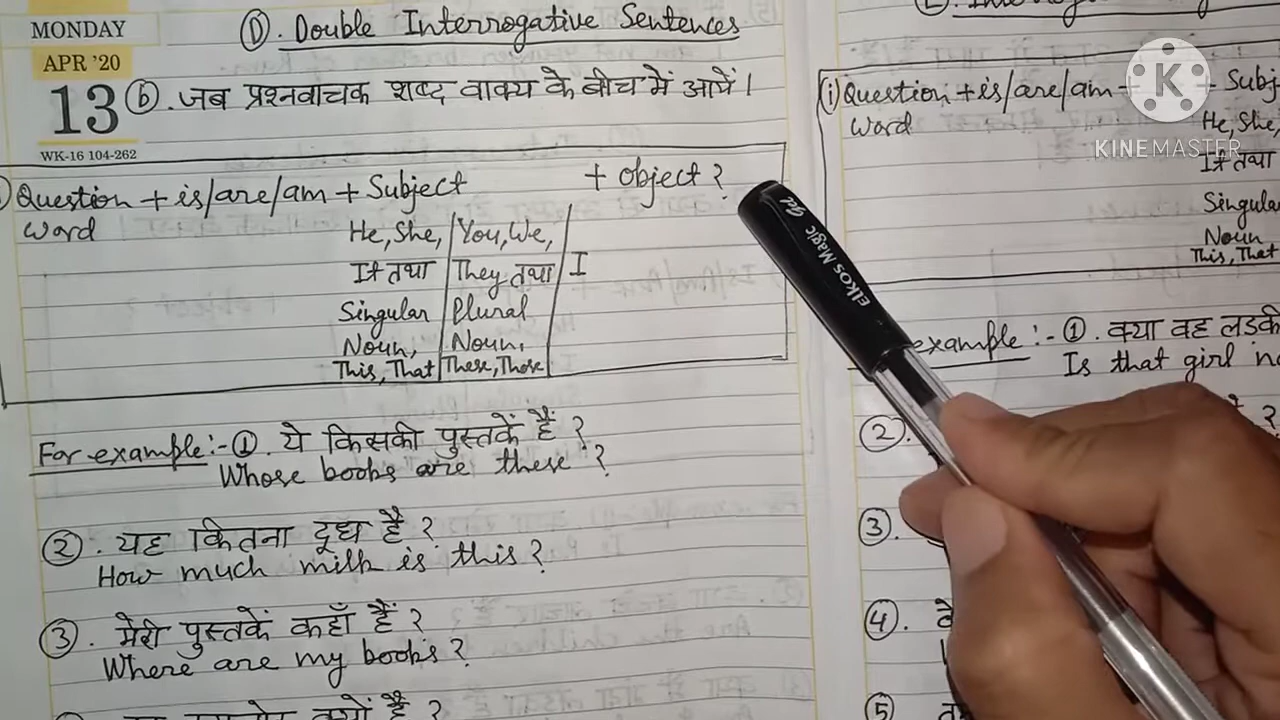 MONDAY
APR '20
13
WK-16 104-262
(D). Double Interrogative Sentences
(b). जब प्रश्नवाचक शब्द वाक्य के बीच में आयें।
Question + is/are/am + Subject + object ?
Word
He, She, You, We,
It तथा They तथा I
Singular Plural
Noun, Noun,
This, That These, Those
For example :- (1). ये किसकी पुस्तकें हैं ?
Whose books are these ?
(2). यह कितना दूध है ?
How much milk is this ?
(3). मेरी पुस्तकें कहाँ हैं ?
Where are my books ?
(i) Question + is/are/am + Subj
Word
He, She,
It तथा
Singular
Noun
This, That
example :- (1). क्या वह लड़की
Is that girl
(2).
(3).
(4).
(5)
K
KINEMASTER
Elkos Magic Gel